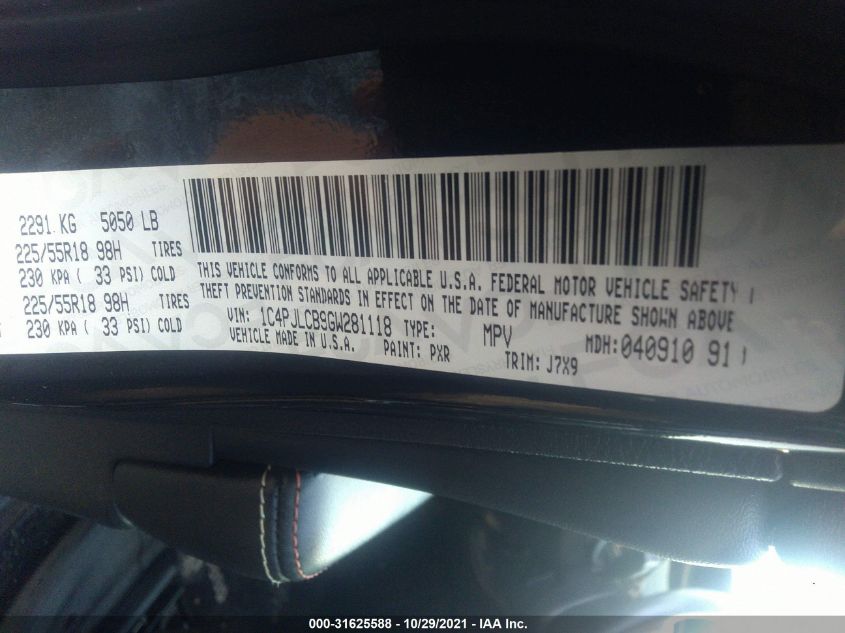 2291 KG 5050 LB
225/55R18 98H TIRES
230 KPA ( 33 PSI) COLD
225/55R18 98H TIRES
230 KPA ( 33 PSI) COLD
THIS VEHICLE CONFORMS TO ALL APPLICABLE U.S.A. FEDERAL MOTOR VEHICLE SAFETY
THEFT PREVENTION STANDARDS IN EFFECT ON THE DATE OF MANUFACTURE SHOWN ABOVE
VIN: 1C4PJLCBSGW281118 TYPE: MPV MDH:040910 91
VEHICLE MADE IN U.S.A. PAINT: PXR TRIM: J7X9
000-31625588 - 10/29/2021 - IAA Inc.